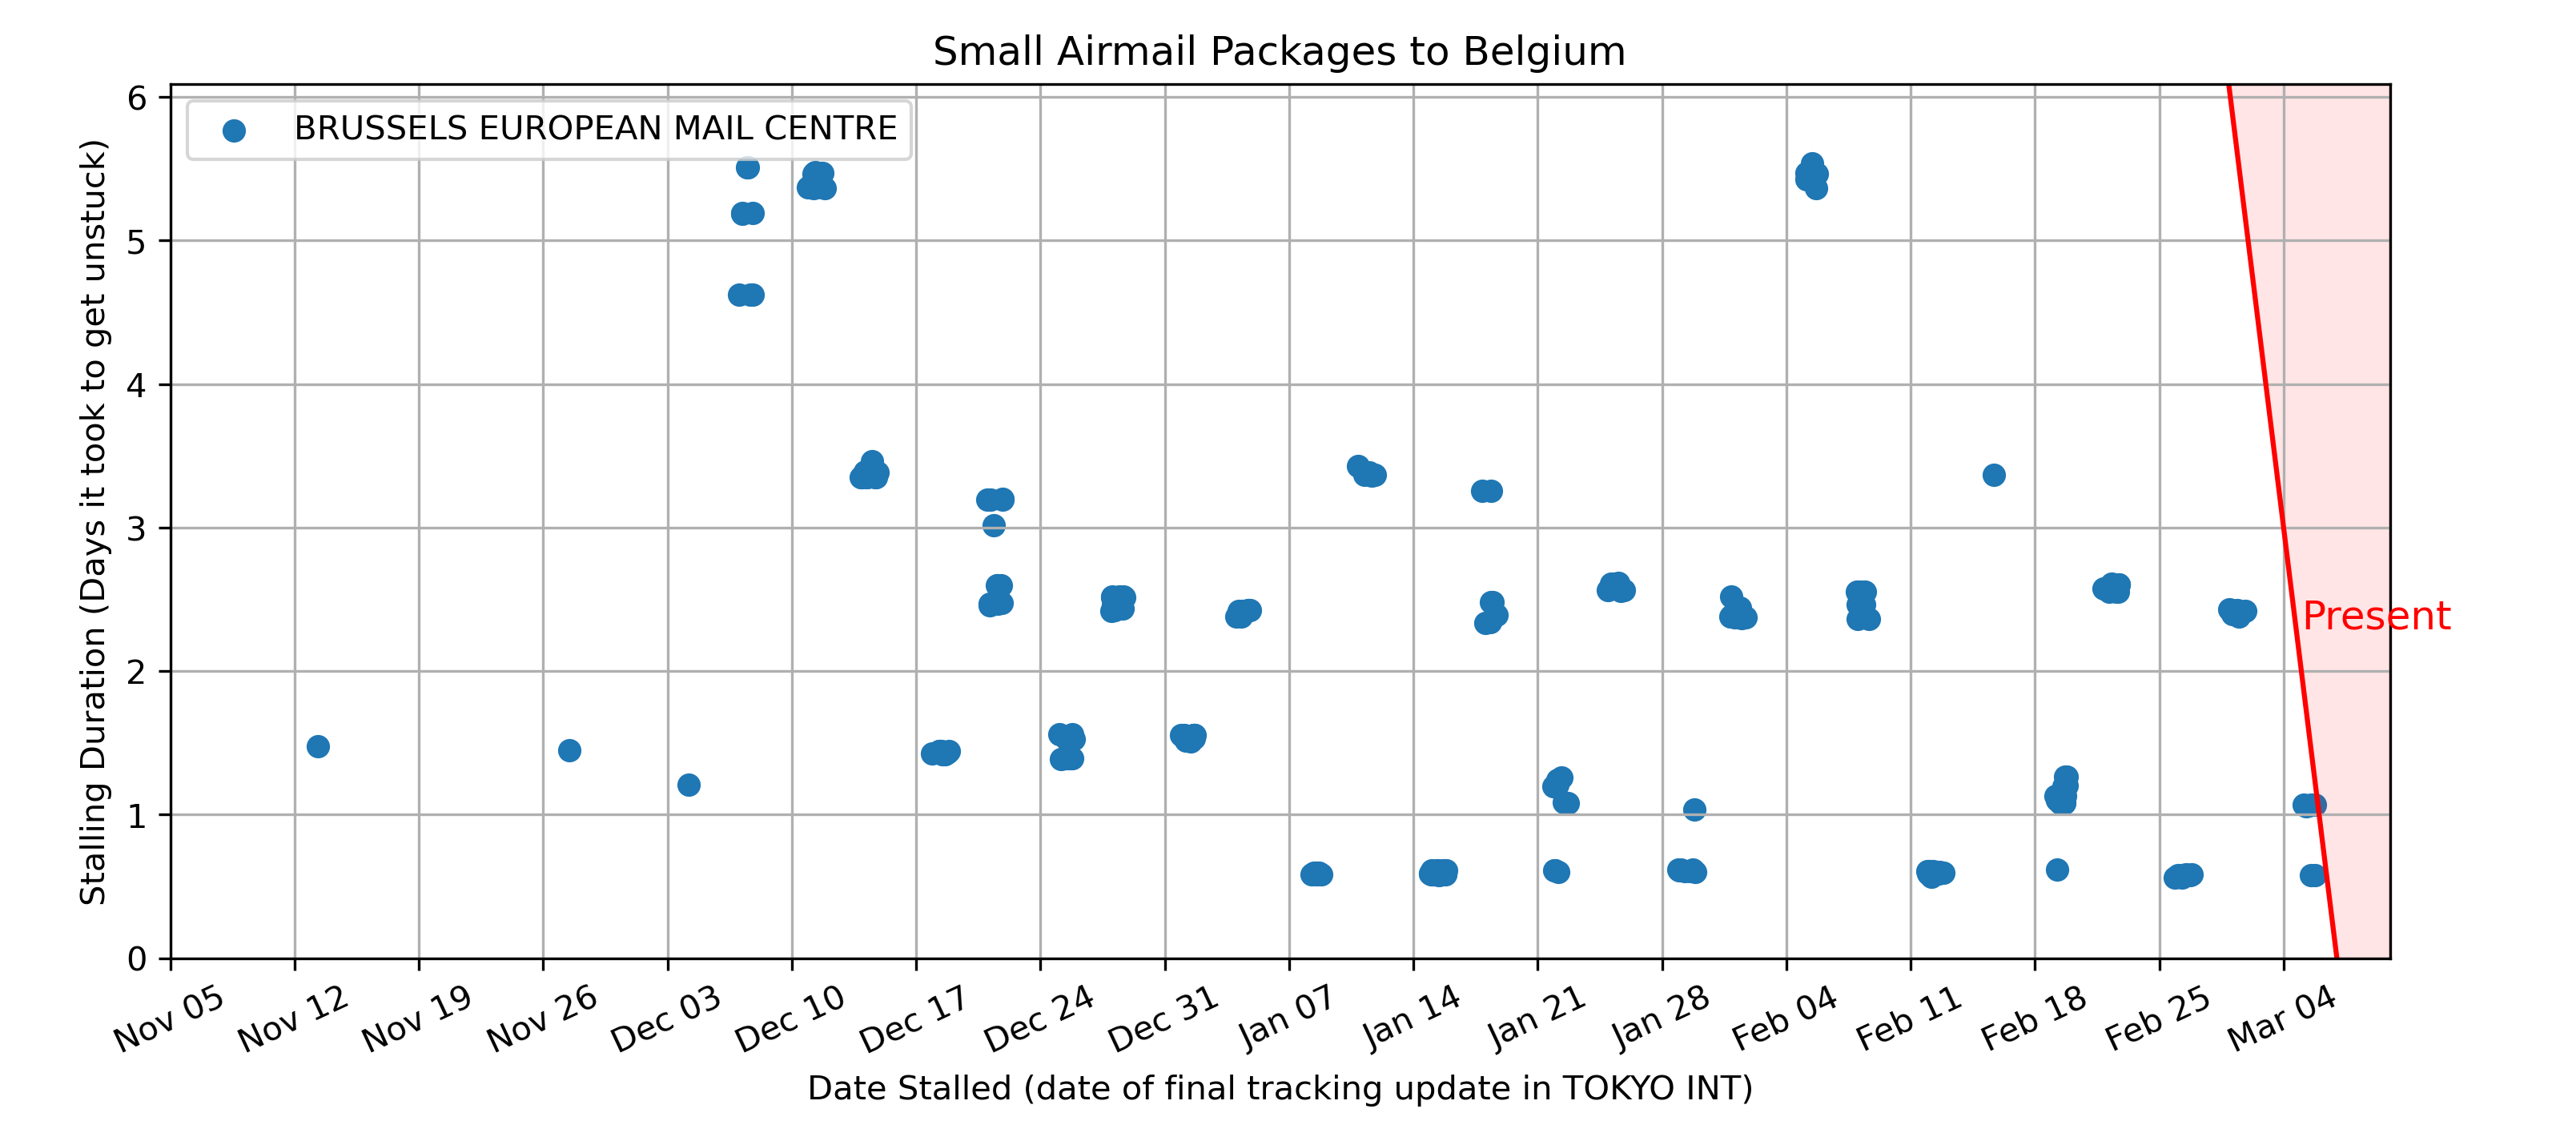 Small Airmail Packages to Belgium
BRUSSELS EUROPEAN MAIL CENTRE
Stalling Duration (Days it took to get unstuck)
6
5
4
3
2
1
0
Present
Nov 05
Nov 12
Nov 19
Nov 26
Dec 03
Dec 10
Dec 17
Dec 24
Dec 31
Jan 07
Jan 14
Jan 21
Jan 28
Feb 04
Feb 11
Feb 18
Feb 25
Mar 04
Date Stalled (date of final tracking update in TOKYO INT)